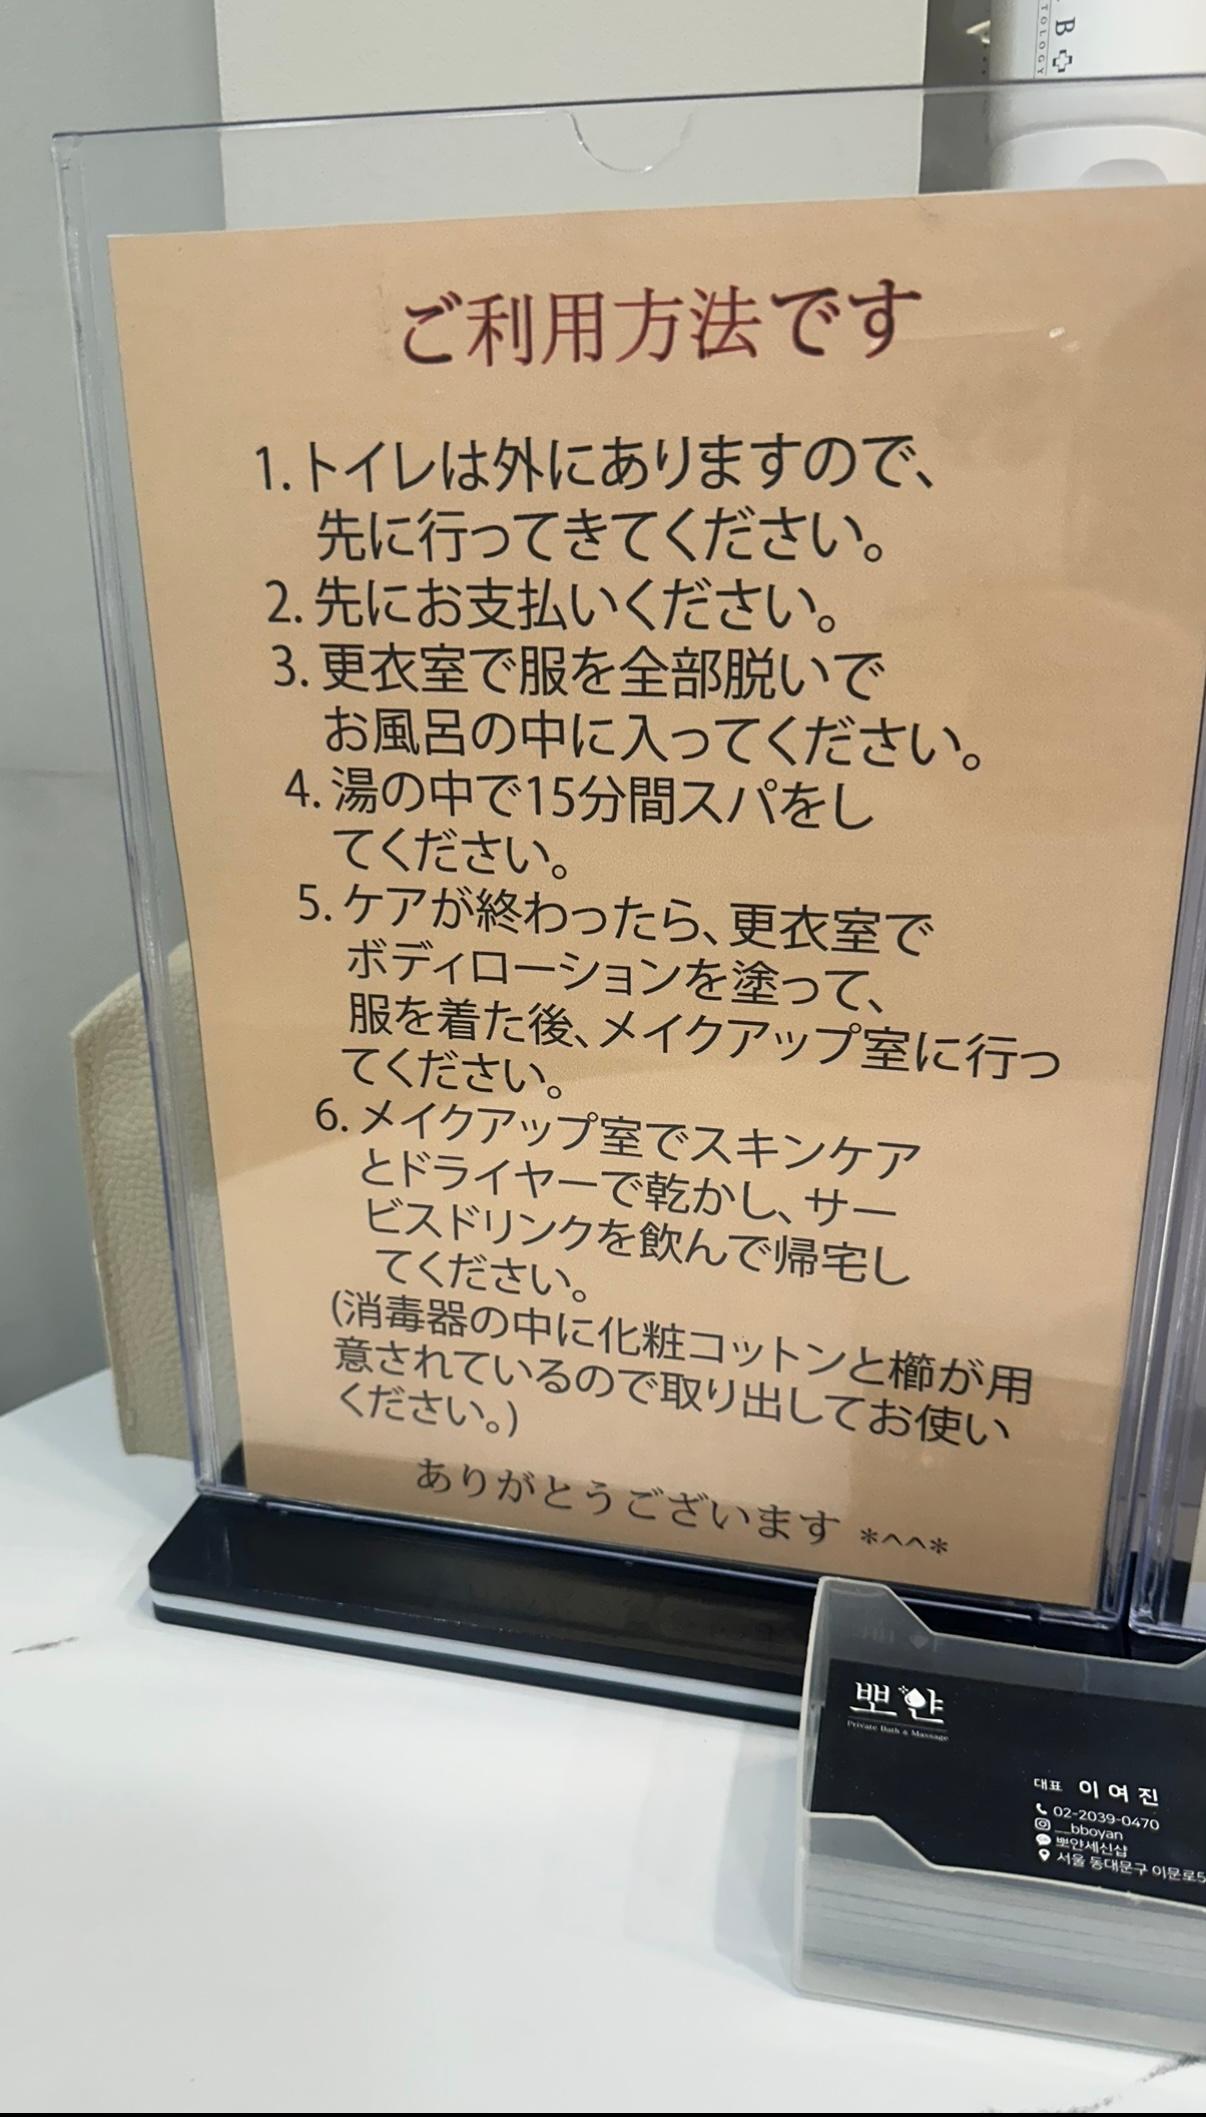 B
TOLOGY
ご利用方法です
1. トイレは外にありますので、
先に行ってきてください。
2. 先にお支払いください。
3. 更衣室で服を全部脱いで
お風呂の中に入ってください。
4. 湯の中で15分間スパをし
てください。
5. ケアが終わったら、更衣室で
ボディローションを塗って、
服を着た後、メイクアップ室に行っ
てください。
6. メイクアップ室でスキンケア
とドライヤーで乾かし、サー
ビスドリンクを飲んで帰宅し
てください。
(消毒器の中に化粧コットンと櫛が用
意されているので取り出してお使い
ください。)
ありがとうございます *^^*
뽀얀
Private Bath & Massage
대표 이여진
02-2039-0470
__bboyan
뽀얀세신샵
서울 동대문구 이문로5